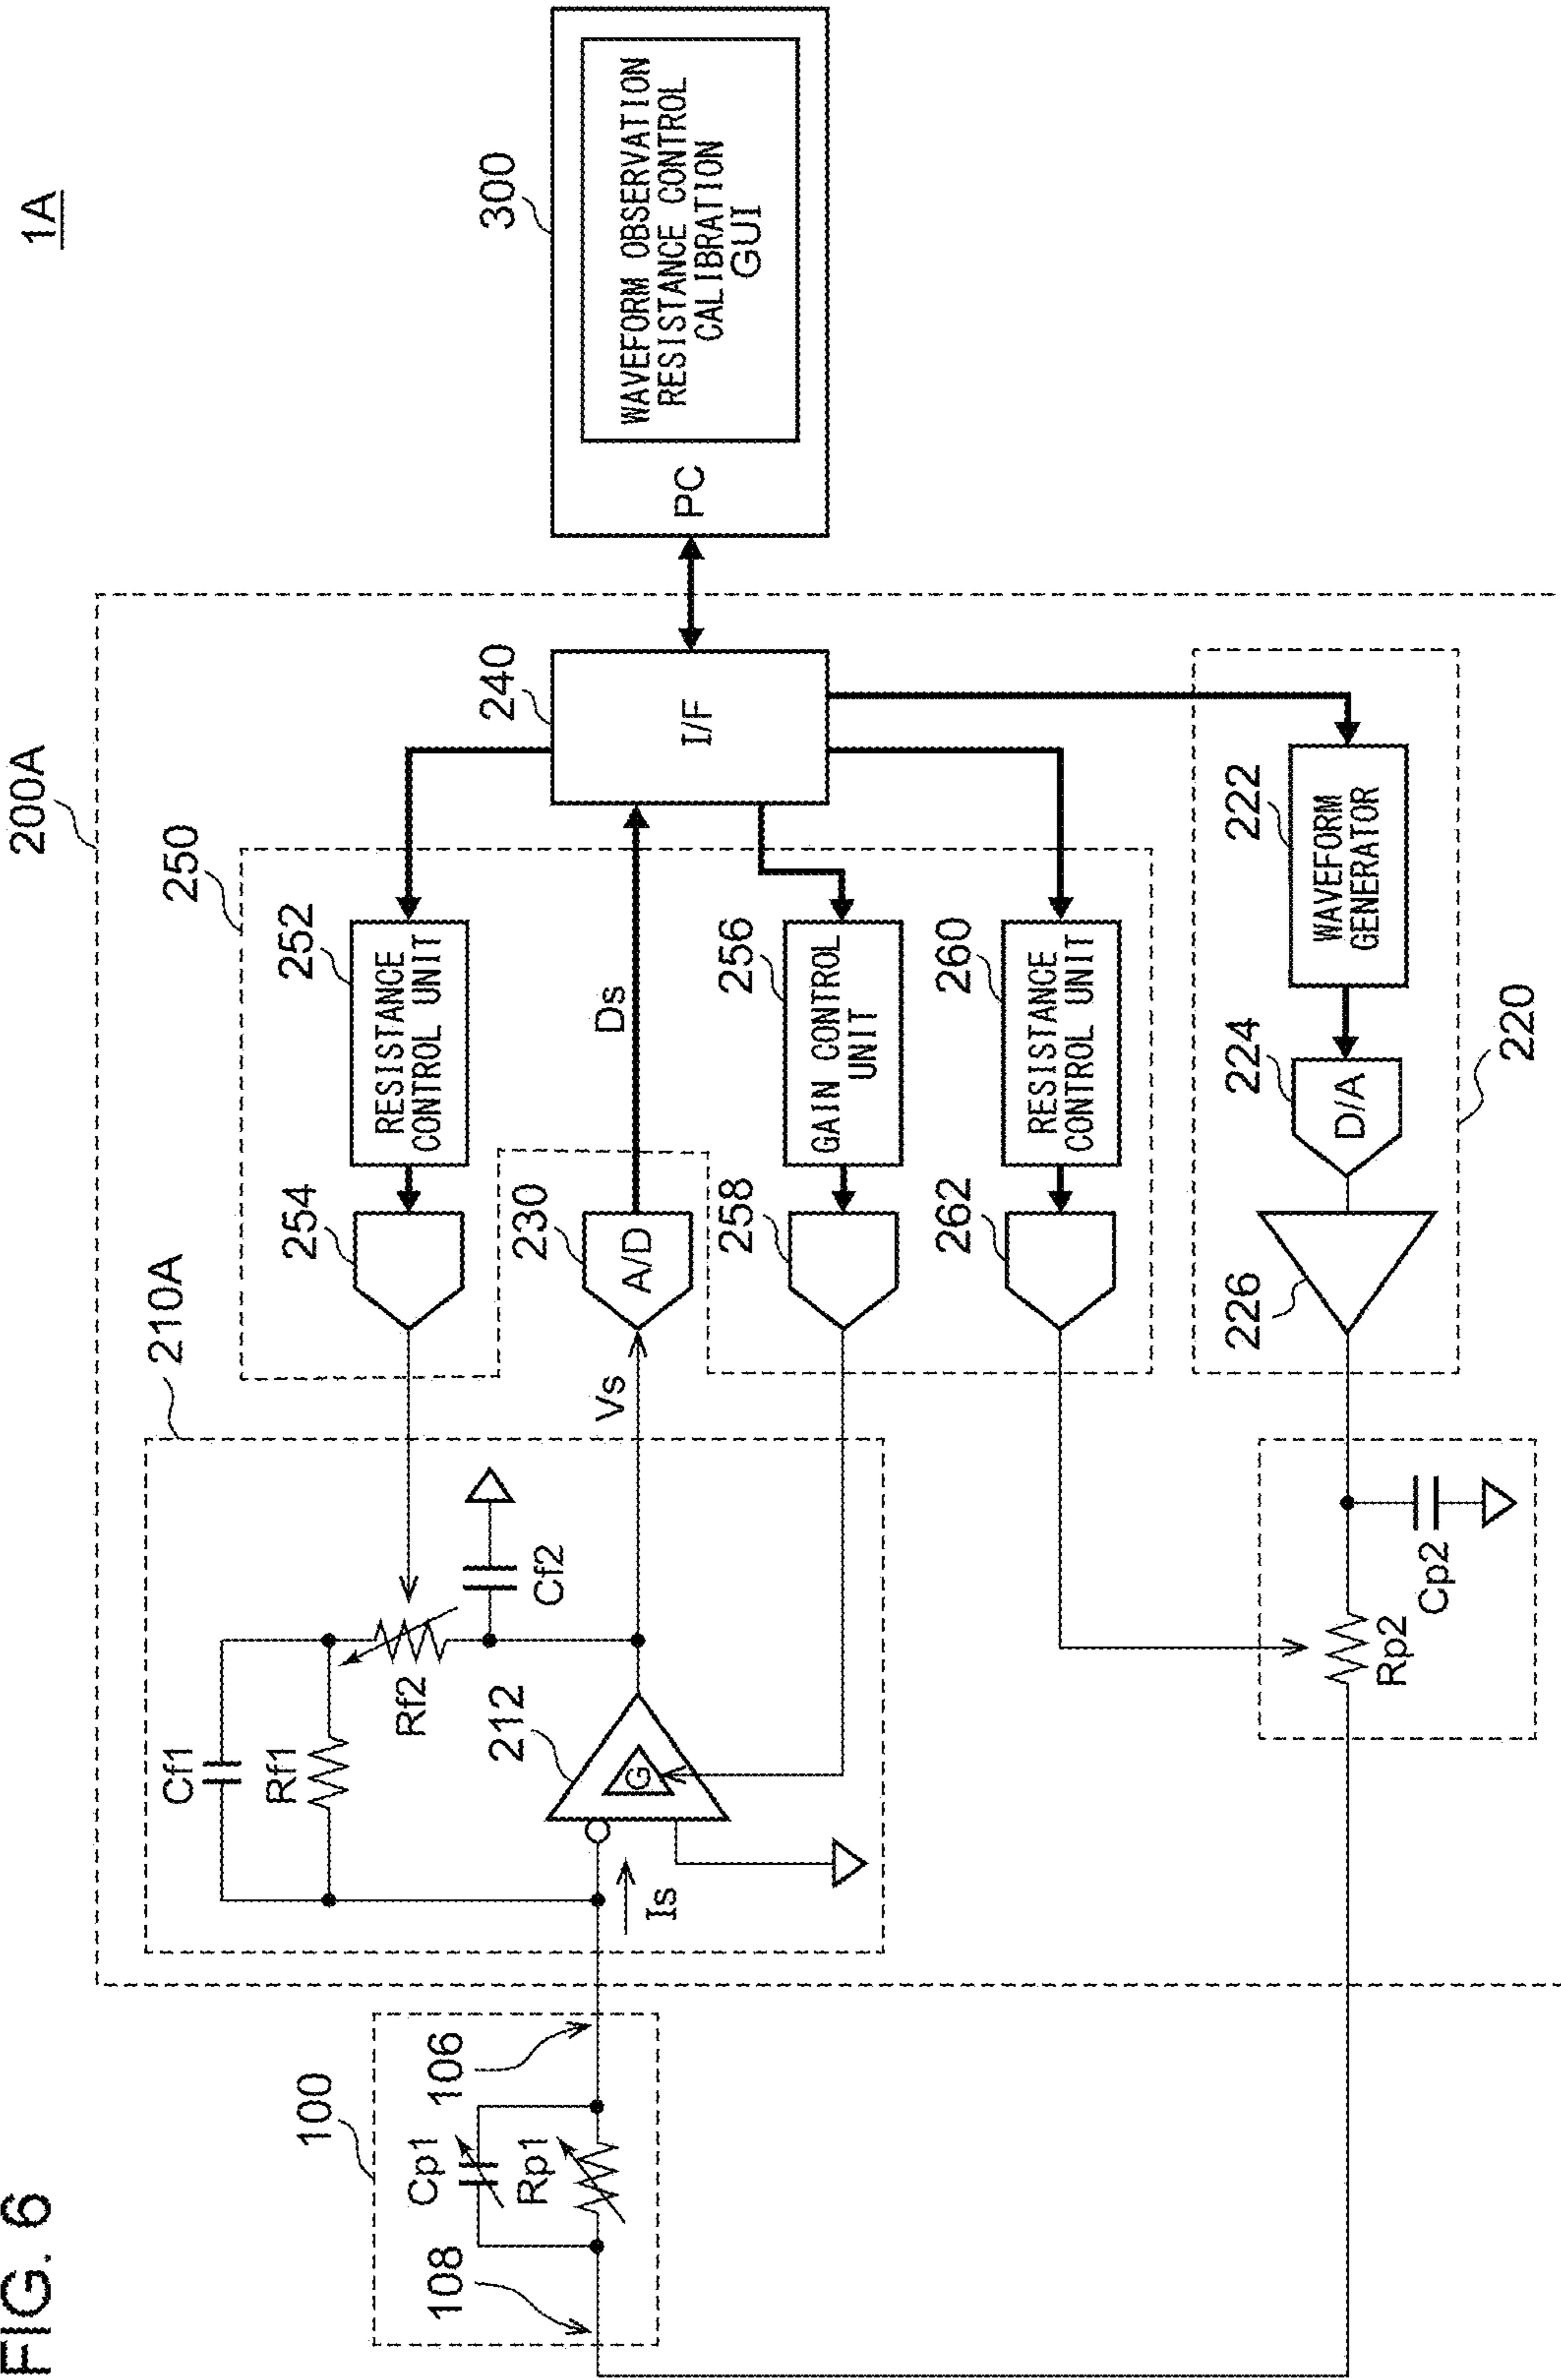 FIG. 6
1A
200A
100
108
106
Cp1
Rp1
210A
Cf1
Rf1
Rf2
Cf2
212
G
Is
Vs
250
254
252
RESISTANCE
CONTROL UNIT
230
A/D
Ds
258
256
GAIN CONTROL
UNIT
262
260
RESISTANCE
CONTROL UNIT
240
I/F
300
PC
WAVEFORM OBSERVATION
RESISTANCE CONTROL
CALIBRATION
GUI
Rp2
Cp2
226
224
D/A
222
WAVEFORM
GENERATOR
220